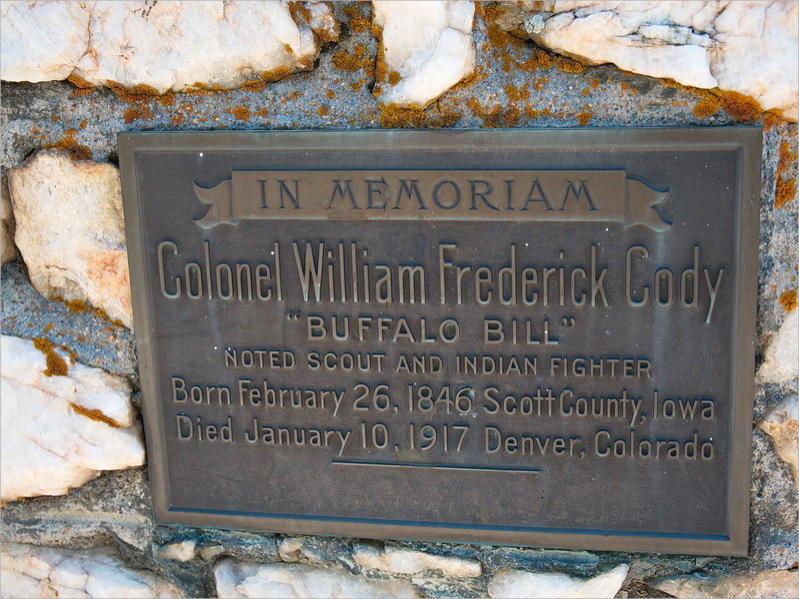 IN MEMORIAM
Colonel William Frederick Cody
"BUFFALO BILL"
NOTED SCOUT AND INDIAN FIGHTER
Born February 26, 1846 Scott County, Iowa
Died January 10, 1917 Denver, Colorado